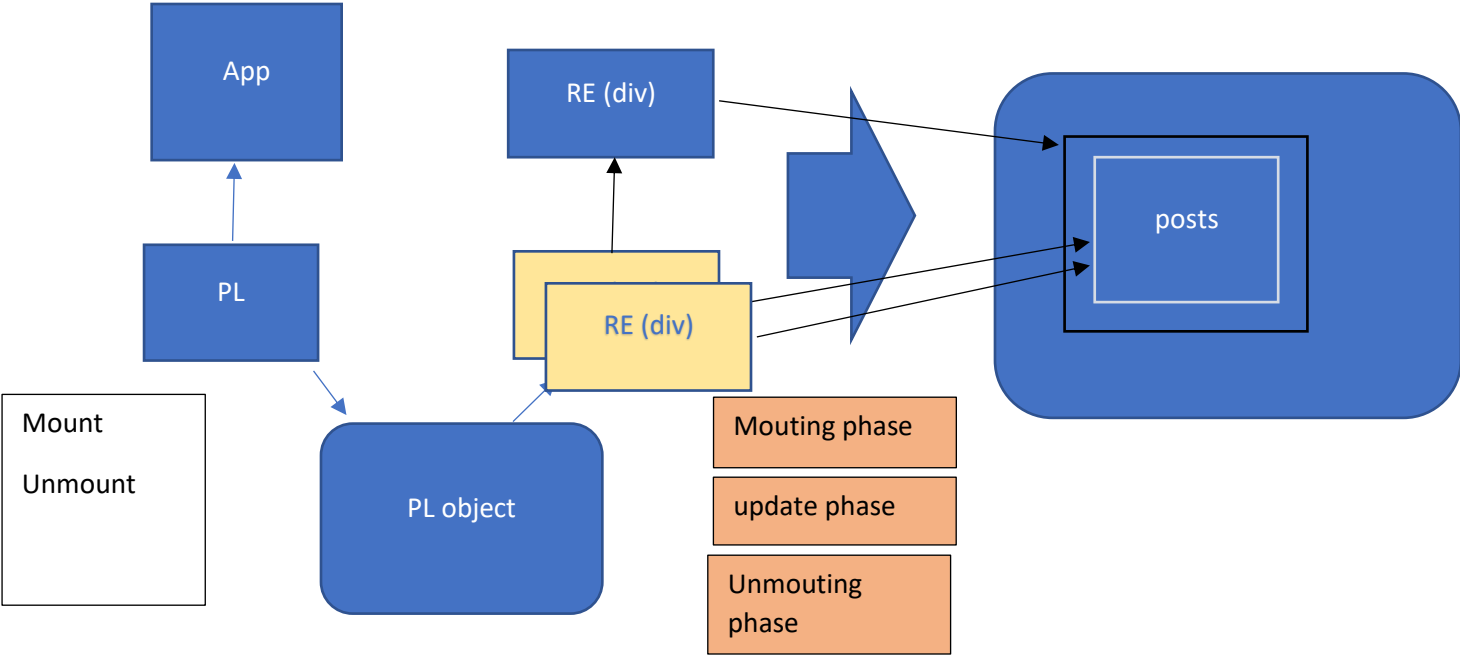 App
RE (div)
posts
PL
RE (div)
Mount
Unmount
PL object
Mouting phase
update phase
Unmouting
phase